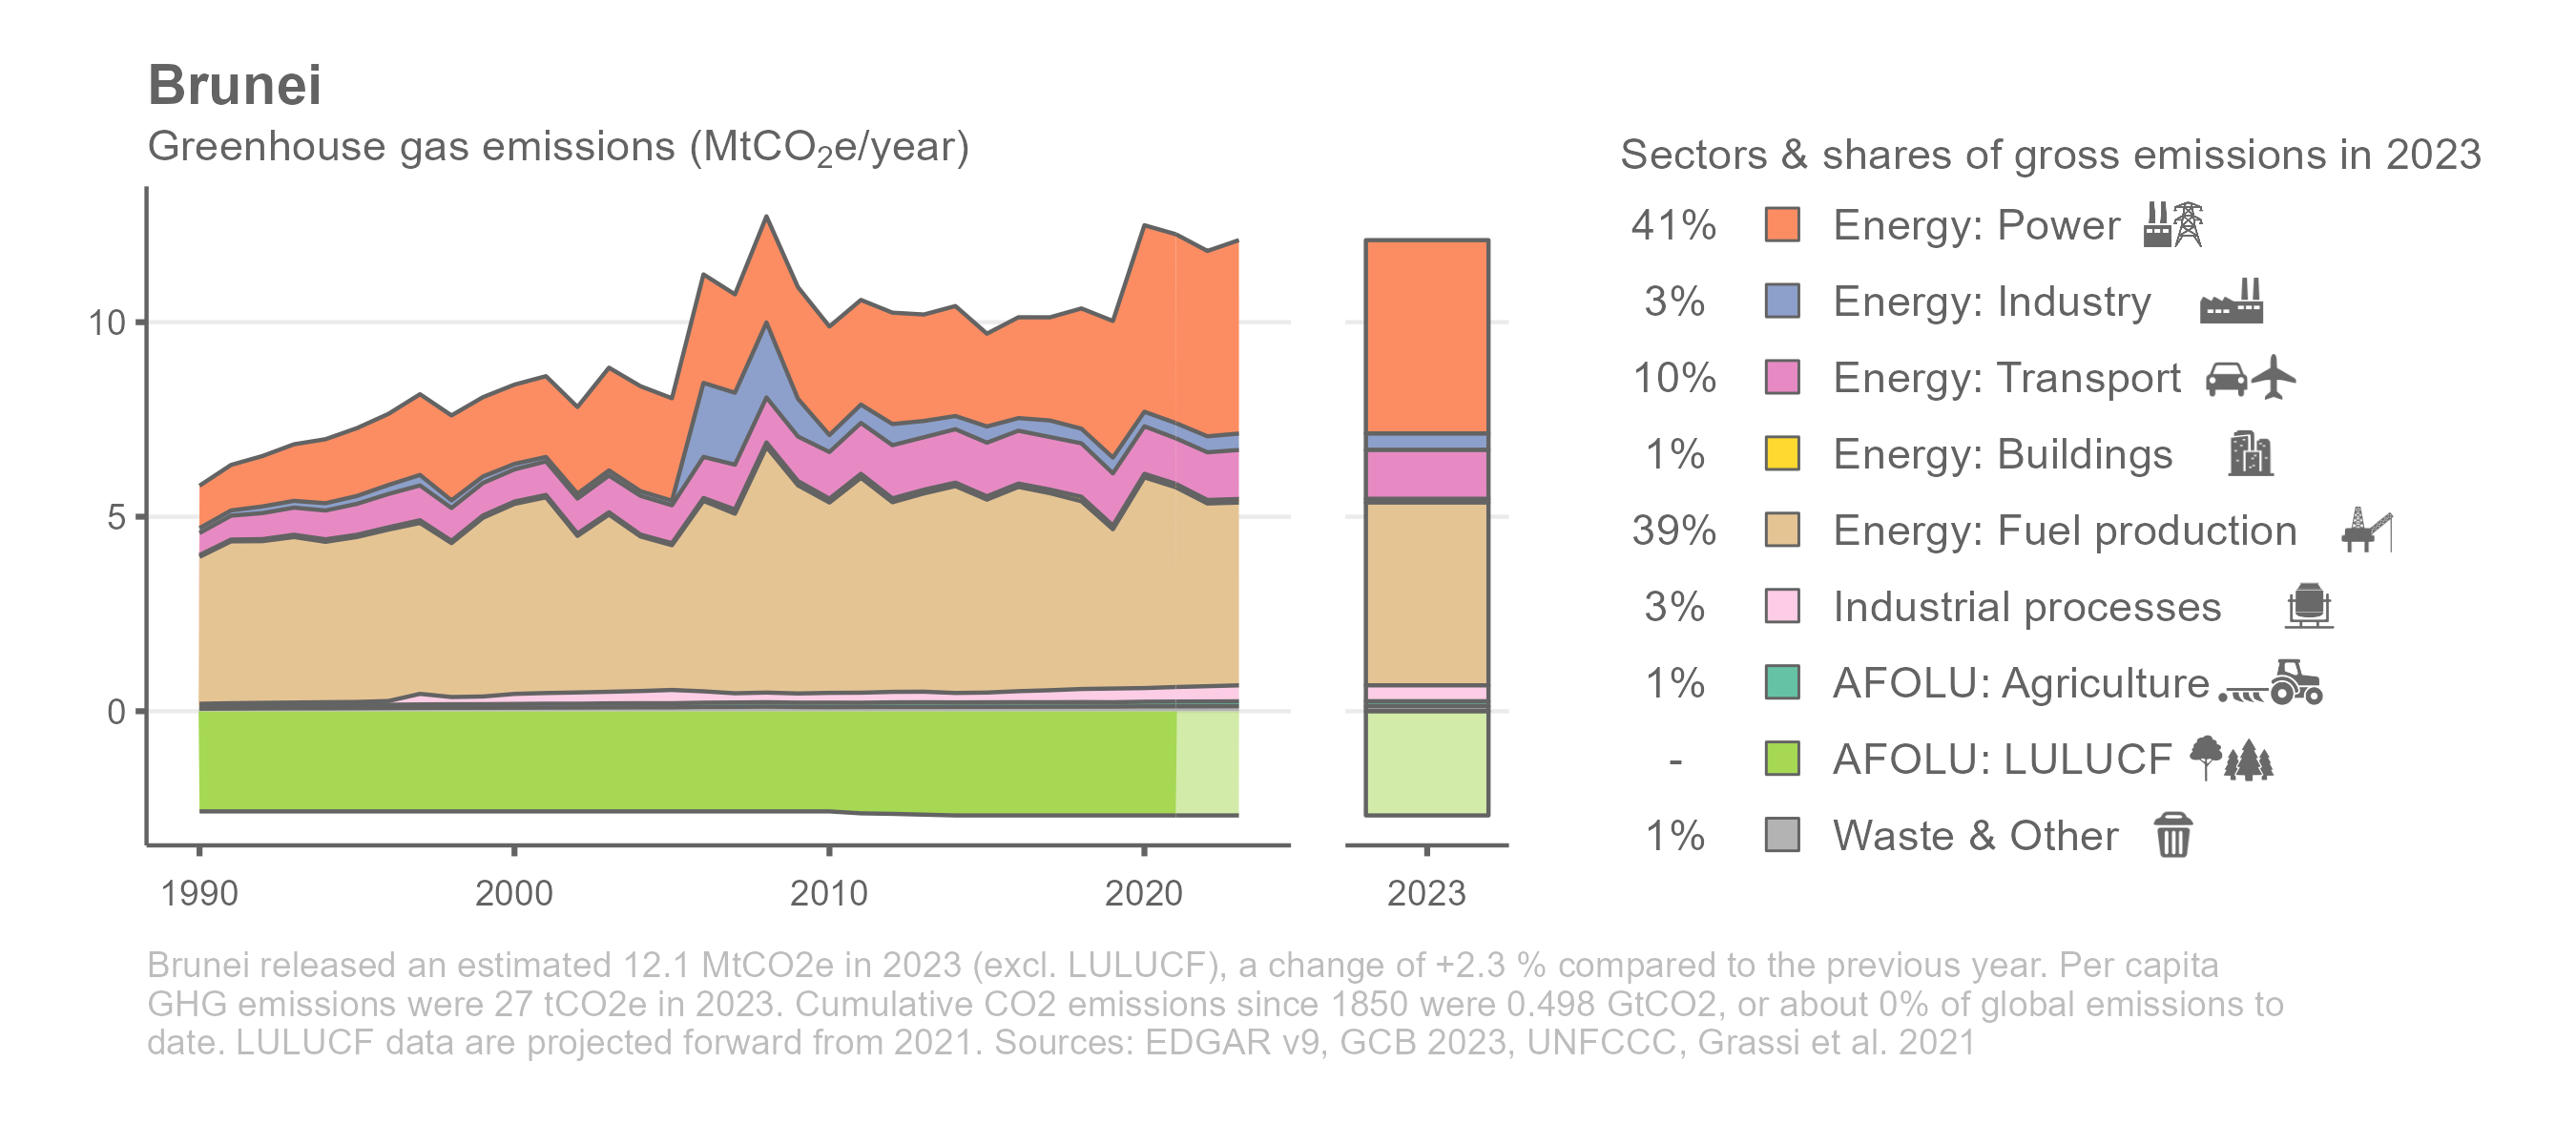 Brunei
Greenhouse gas emissions (MtCO₂e/year)
10
5
0
1990 2000 2010 2020 2023
Sectors & shares of gross emissions in 2023
41% Energy: Power
3% Energy: Industry
10% Energy: Transport
1% Energy: Buildings
39% Energy: Fuel production
3% Industrial processes
1% AFOLU: Agriculture
- AFOLU: LULUCF
1% Waste & Other
Brunei released an estimated 12.1 MtCO2e in 2023 (excl. LULUCF), a change of +2.3 % compared to the previous year. Per capita
GHG emissions were 27 tCO2e in 2023. Cumulative CO2 emissions since 1850 were 0.498 GtCO2, or about 0% of global emissions to
date. LULUCF data are projected forward from 2021. Sources: EDGAR v9, GCB 2023, UNFCCC, Grassi et al. 2021